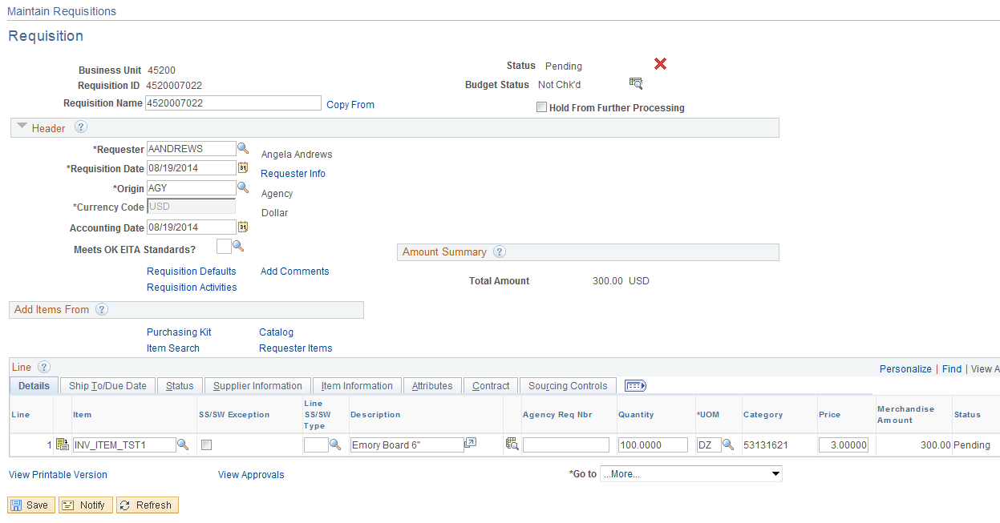 Maintain Requisitions
Requisition
Business Unit 45200
Status Pending
Requisition ID 4520007022
Budget Status Not Chk'd
Requisition Name 4520007022 Copy From
Hold From Further Processing
Header ?
*Requester AANDREWS Angela Andrews
*Requisition Date 08/19/2014 31 Requester Info
*Origin AGY Agency
*Currency Code USD Dollar
Accounting Date 08/19/2014 31
Meets OK EITA Standards?
Amount Summary ?
Requisition Defaults Add Comments
Requisition Activities
Total Amount 300.00 USD
Add Items From ?
Purchasing Kit Catalog
Item Search Requester Items
Line ? Personalize | Find | View A
Details Ship To/Due Date Status Supplier Information Item Information Attributes Contract Sourcing Controls
Line Item SS/SW Exception Line SS/SW Type Description Agency Req Nbr Quantity *UOM Category Price Merchandise Amount Status
1 INV_ITEM_TST1 Emory Board 6" 100.0000 DZ 53131621 3.00000 300.00 Pending
View Printable Version View Approvals *Go to ...More...
Save Notify Refresh